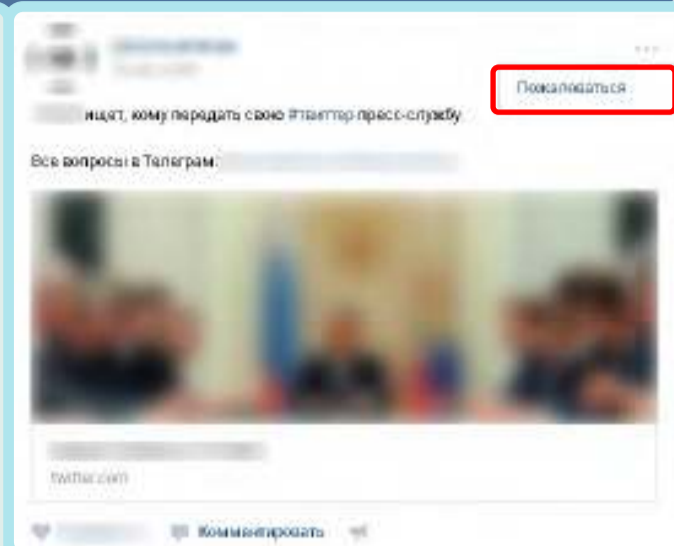 Пожаловаться
ищет, кому передать свою #твиттер пресс-службу
Все вопросы в Телеграм:
twitter.com
Комментировать